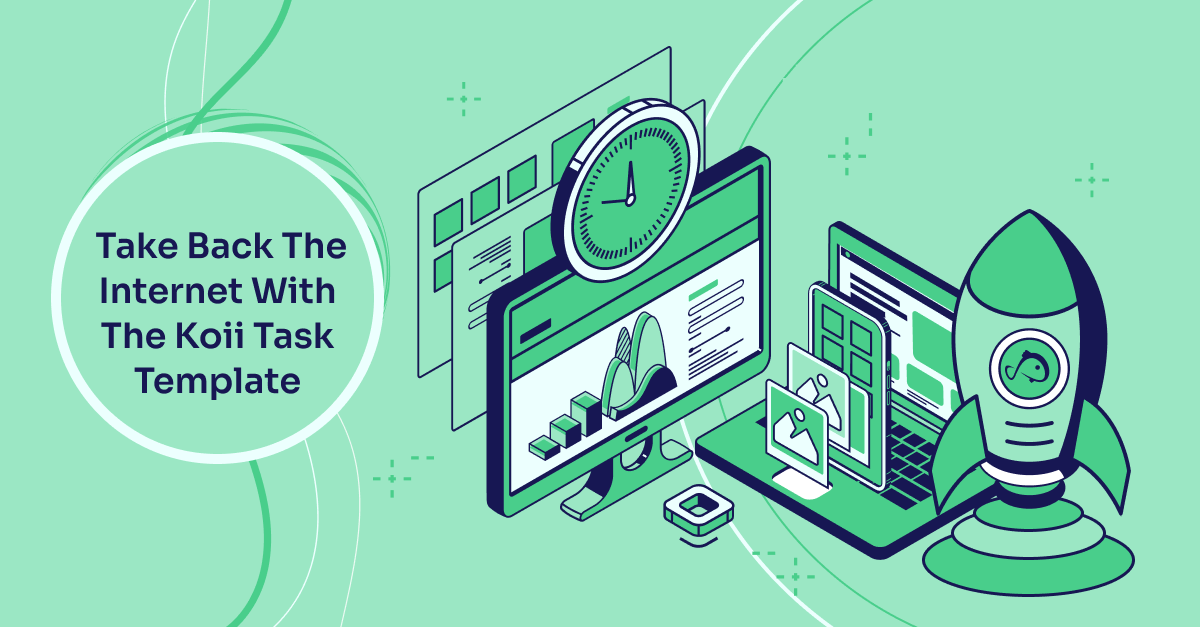 Take Back The
Internet With
The Koii Task
Template